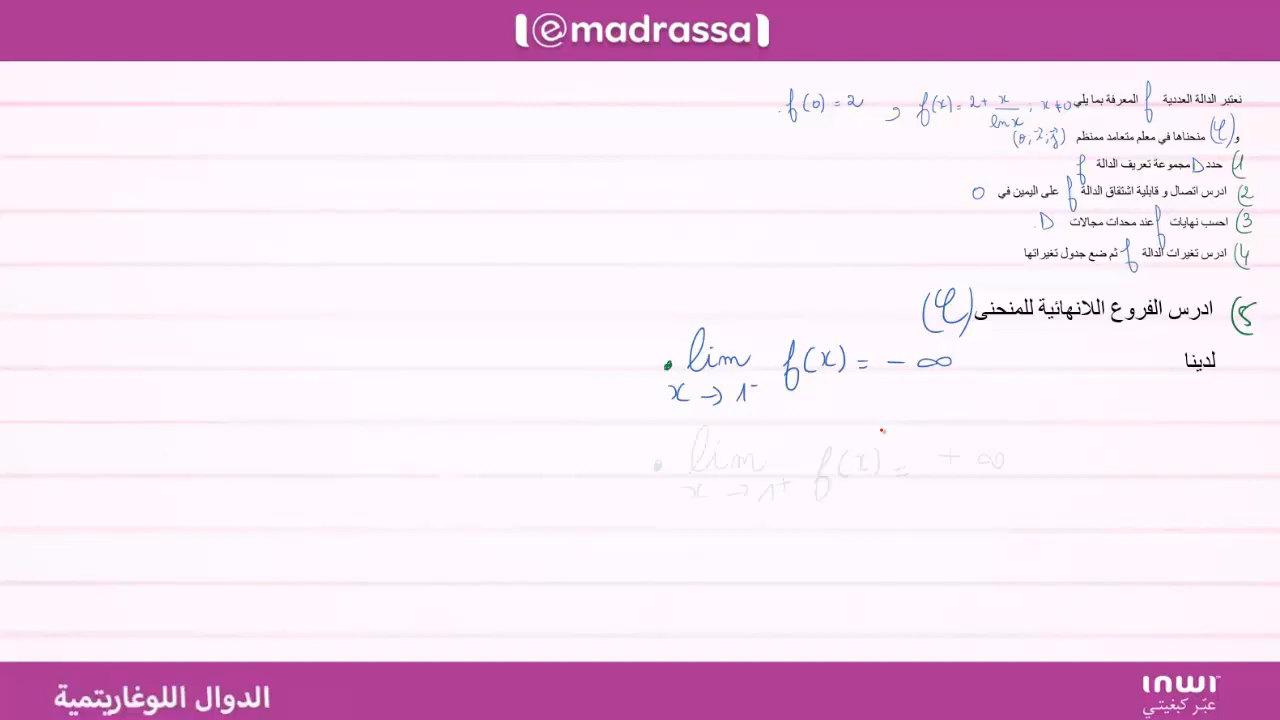 @madrassa
نعتبر الدالة العددية f المعرفة بما يلي f(x) = 2 + x/lnx ; x≠0 و f(0) = 2.
و (φ) منحناها في معلم متعامد ممنظم (0; i⃗; j⃗)
1) حدد D مجموعة تعريف الدالة f
2) ادرس اتصال و قابلية اشتقاق الدالة f على اليمين في 0
3) احسب نهايات f عند محدات مجالات D.
4) ادرس تغيرات الدالة f ثم ضع جدول تغيراتها
5) ادرس الفروع اللانهائية للمنحنى (φ)
لدينا
• lim f(x) = - ∞
x → 1⁻
• lim f(x) = + ∞
x → 1⁺
الدوال اللوغاريتمية
inwi
عبّر كبغيتي